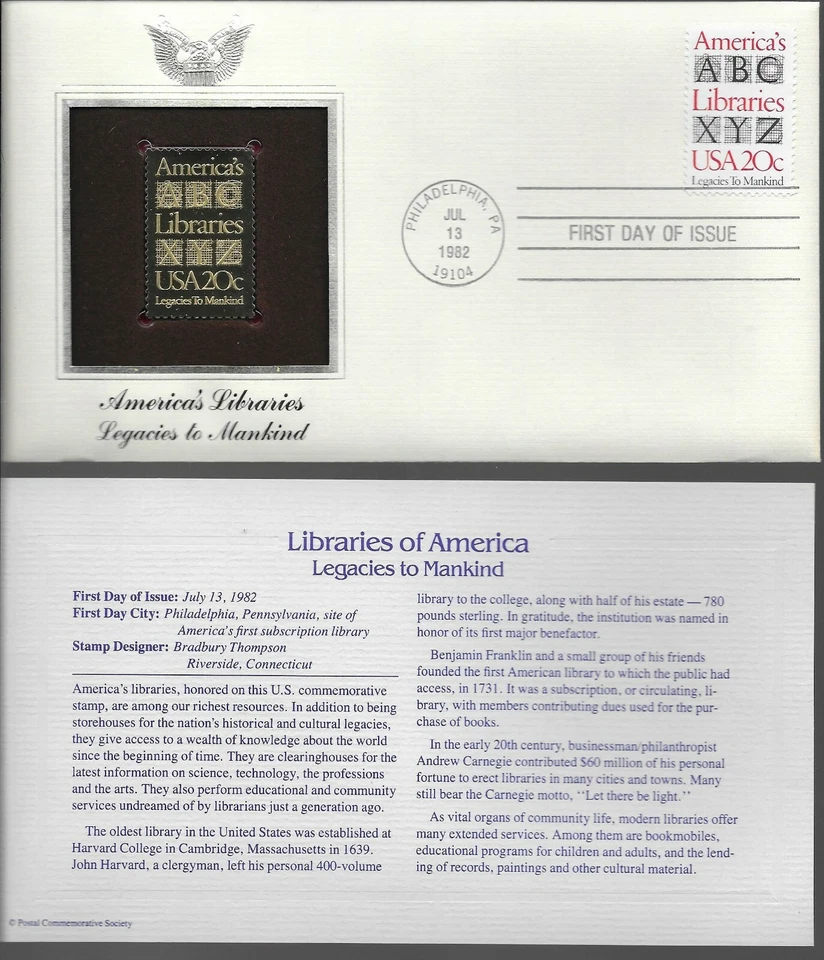 America's
ABC
Libraries
XYZ
USA 20c
Legacies To Mankind
America's
ABC
Libraries
XYZ
USA 20c
Legacies To Mankind
PHILADELPHIA, PA
JUL
13
1982
19104
FIRST DAY OF ISSUE
America's Libraries
Legacies to Mankind
Libraries of America
Legacies to Mankind
First Day of Issue: July 13, 1982
First Day City: Philadelphia, Pennsylvania, site of
America's first subscription library
Stamp Designer: Bradbury Thompson
Riverside, Connecticut
America's libraries, honored on this U.S. commemorative
stamp, are among our richest resources. In addition to being
storehouses for the nation's historical and cultural legacies,
they give access to a wealth of knowledge about the world
since the beginning of time. They are clearinghouses for the
latest information on science, technology, the professions
and the arts. They also perform educational and community
services undreamed of by librarians just a generation ago.
The oldest library in the United States was established at
Harvard College in Cambridge, Massachusetts in 1639.
John Harvard, a clergyman, left his personal 400-volume
library to the college, along with half of his estate — 780
pounds sterling. In gratitude, the institution was named in
honor of its first major benefactor.
Benjamin Franklin and a small group of his friends
founded the first American library to which the public had
access, in 1731. It was a subscription, or circulating, li-
brary, with members contributing dues used for the pur-
chase of books.
In the early 20th century, businessman/philanthropist
Andrew Carnegie contributed $60 million of his personal
fortune to erect libraries in many cities and towns. Many
still bear the Carnegie motto, "Let there be light."
As vital organs of community life, modern libraries offer
many extended services. Among them are bookmobiles,
educational programs for children and adults, and the lend-
ing of records, paintings and other cultural material.
© Postal Commemorative Society